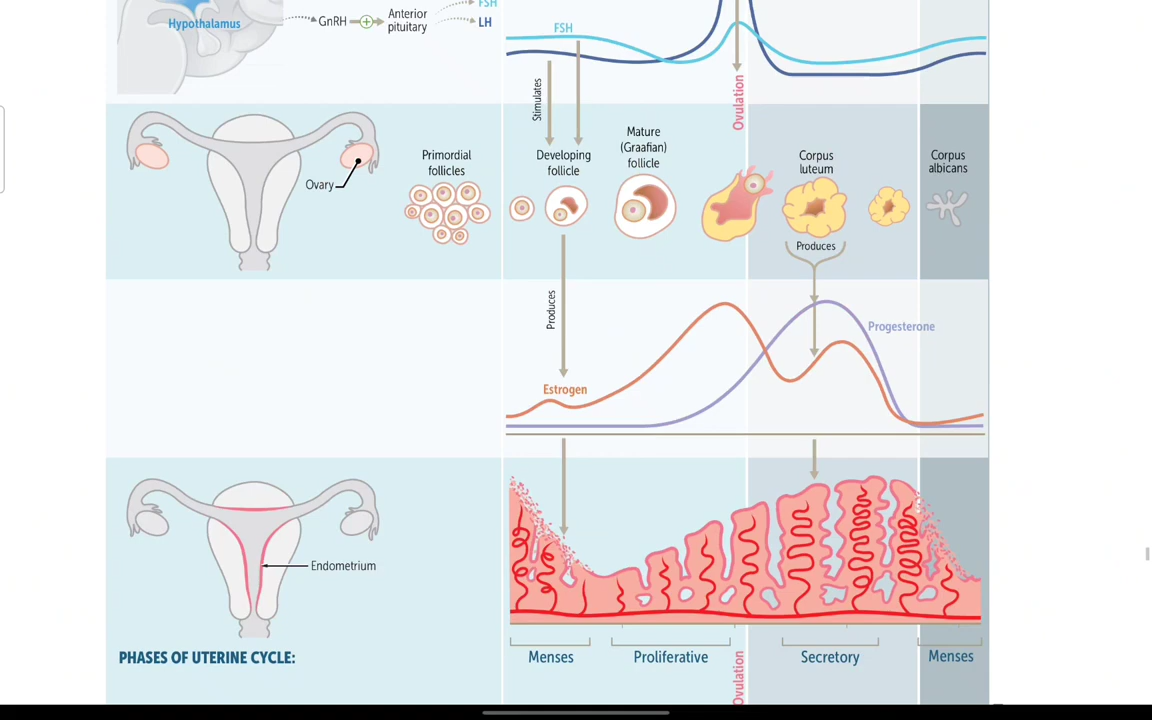 FSH
Hypothalamus
GnRH
Anterior
pituitary
LH
FSH
Stimulates
Ovulation
Ovary
Primordial
follicles
Developing
follicle
Mature
(Graafian)
follicle
Corpus
luteum
Corpus
albicans
Produces
Produces
Progesterone
Estrogen
Endometrium
PHASES OF UTERINE CYCLE:
Menses
Proliferative
Ovulation
Secretory
Menses